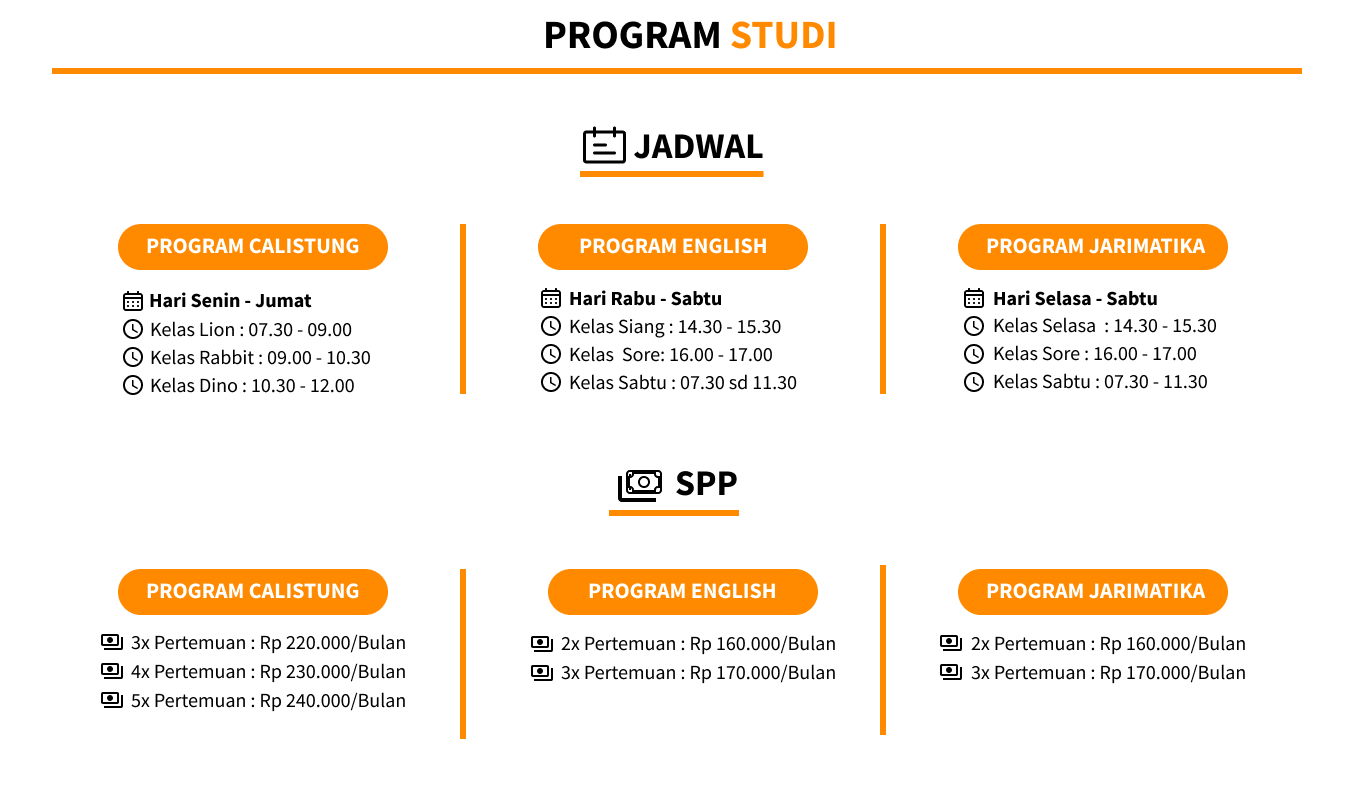 PROGRAM STUDI
JADWAL
PROGRAM CALISTUNG
Hari Senin - Jumat
Kelas Lion : 07.30 - 09.00
Kelas Rabbit : 09.00 - 10.30
Kelas Dino : 10.30 - 12.00
PROGRAM ENGLISH
Hari Rabu - Sabtu
Kelas Siang : 14.30 - 15.30
Kelas  Sore: 16.00 - 17.00
Kelas Sabtu : 07.30 sd 11.30
PROGRAM JARIMATIKA
Hari Selasa - Sabtu
Kelas Selasa  : 14.30 - 15.30
Kelas Sore : 16.00 - 17.00
Kelas Sabtu : 07.30 - 11.30
SPP
PROGRAM CALISTUNG
3x Pertemuan : Rp 220.000/Bulan
4x Pertemuan : Rp 230.000/Bulan
5x Pertemuan : Rp 240.000/Bulan
PROGRAM ENGLISH
2x Pertemuan : Rp 160.000/Bulan
3x Pertemuan : Rp 170.000/Bulan
PROGRAM JARIMATIKA
2x Pertemuan : Rp 160.000/Bulan
3x Pertemuan : Rp 170.000/Bulan